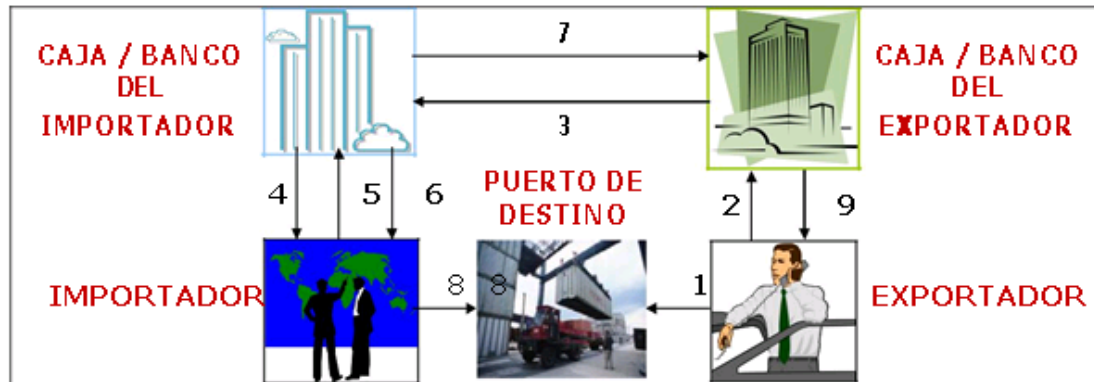 CAJA / BANCO
DEL
IMPORTADOR
7
3
CAJA / BANCO
DEL
EXPORTADOR
4
5
6
PUERTO DE
DESTINO
2
9
IMPORTADOR
8
8
1
EXPORTADOR